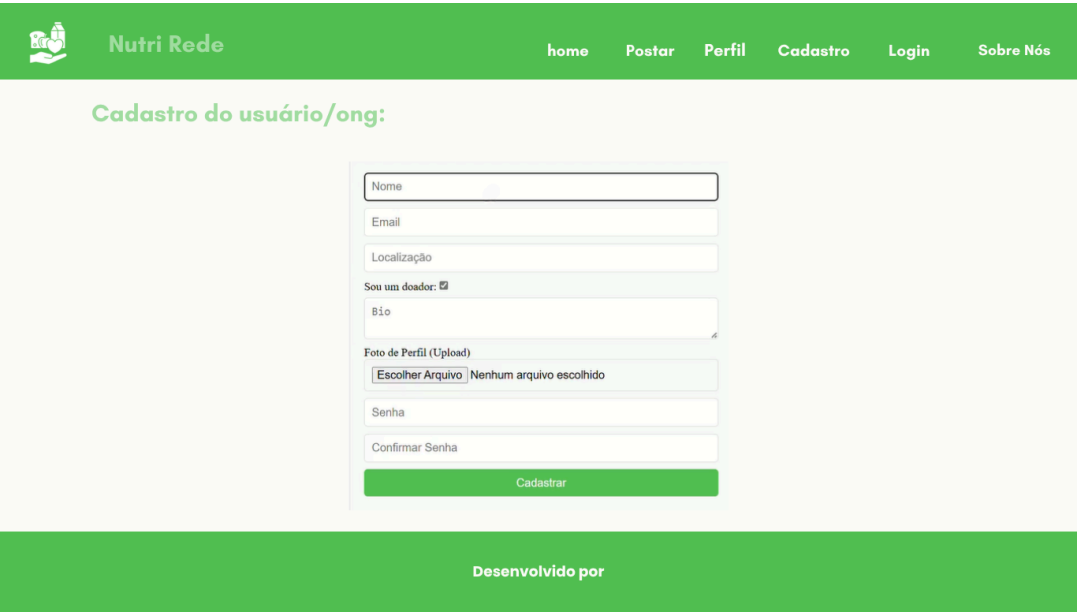 Nutri Rede
home Postar Perfil Cadastro Login Sobre Nós
Cadastro do usuário/ong:
Nome
Email
Localização
Sou um doador:
Bio
Foto de Perfil (Upload)
Escolher Arquivo Nenhum arquivo escolhido
Senha
Confirmar Senha
Cadastrar
Desenvolvido por